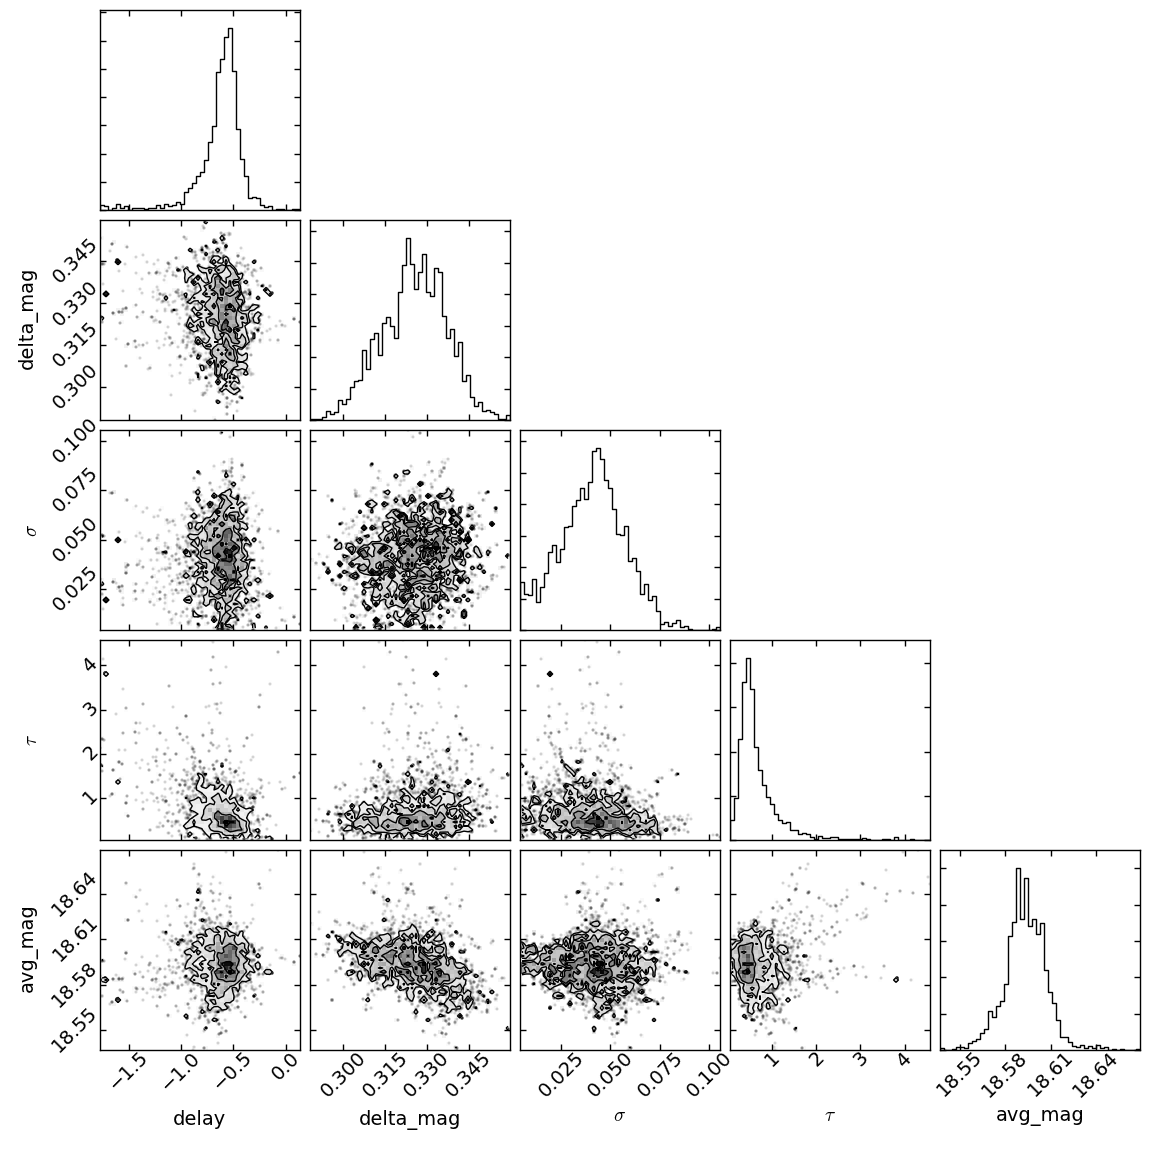 delta_mag
0.345
0.330
0.315
0.300
σ
0.100
0.075
0.050
0.025
τ
4
3
2
1
avg_mag
18.64
18.61
18.58
18.55
−1.5 −1.0 −0.5 0.0
0.300 0.315 0.330 0.345
0.025 0.050 0.075 0.100
1 2 3 4
18.55 18.58 18.61 18.64
delay delta_mag σ τ avg_mag